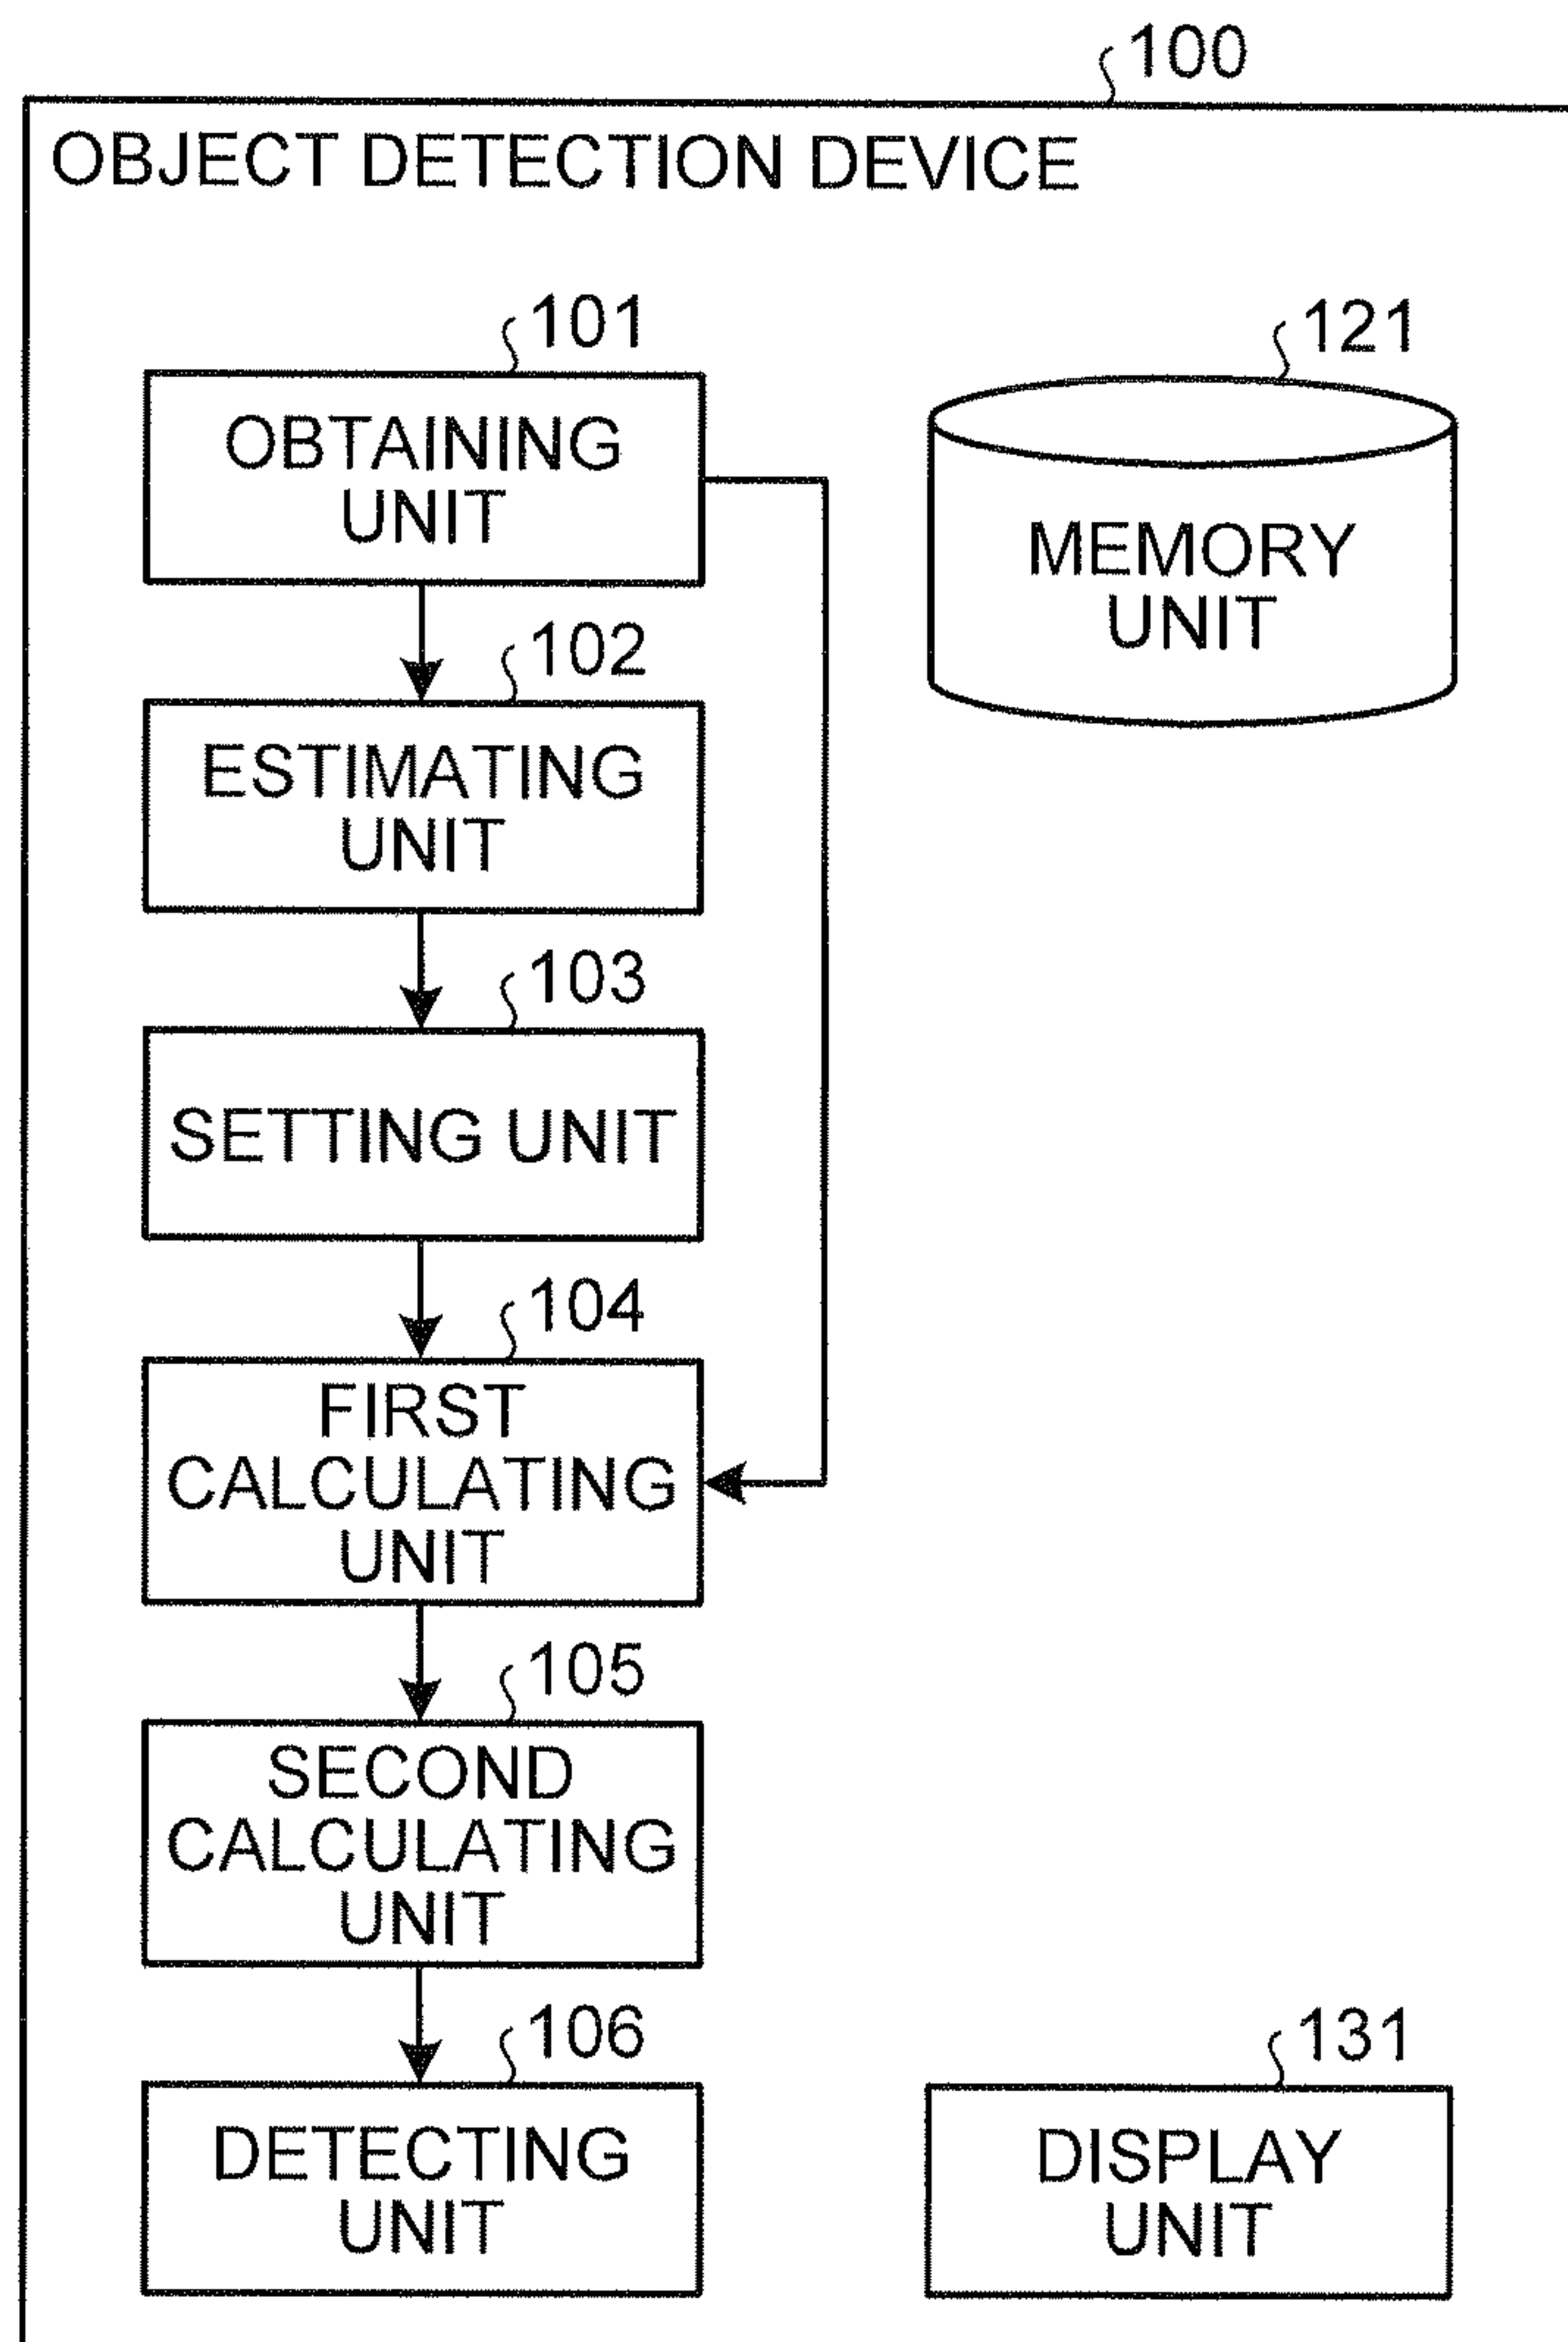 100
OBJECT DETECTION DEVICE
101
OBTAINING
UNIT
121
MEMORY
UNIT
102
ESTIMATING
UNIT
103
SETTING UNIT
104
FIRST
CALCULATING
UNIT
105
SECOND
CALCULATING
UNIT
106
DETECTING
UNIT
131
DISPLAY
UNIT